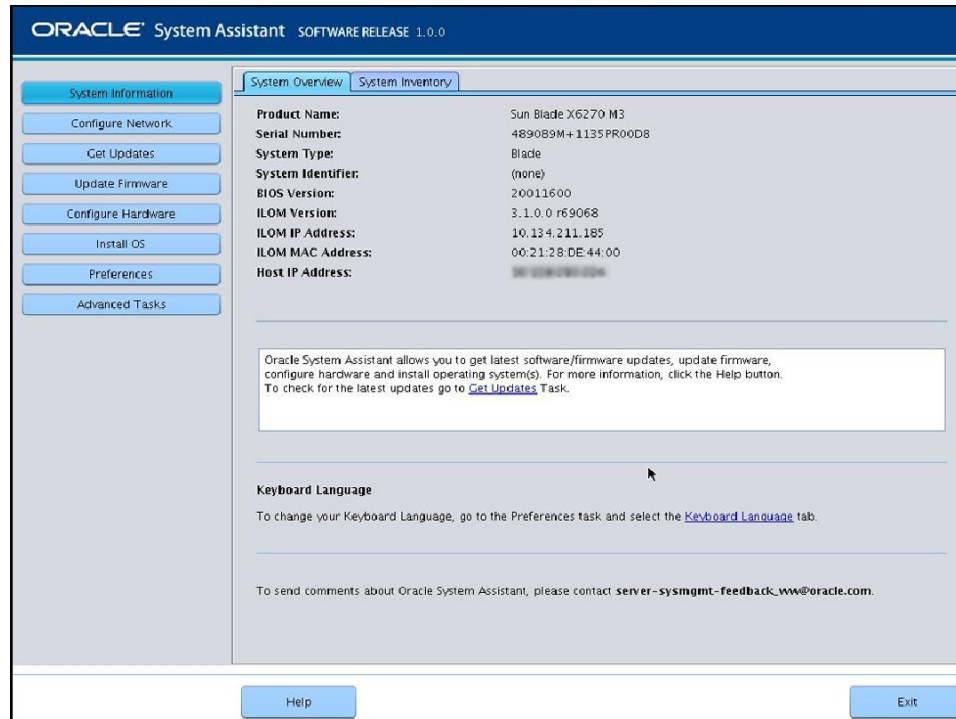 ORACLE System Assistant SOFTWARE RELEASE 1.0.0
System Information
Configure Network
Get Updates
Update Firmware
Configure Hardware
Install OS
Preferences
Advanced Tasks
System Overview System Inventory
Product Name: Sun Blade X6270 M3
Serial Number: 489089M+1135PR00D8
System Type: Blade
System Identifier: (none)
BIOS Version: 20011600
ILOM Version: 3.1.0.0 r69068
ILOM IP Address: 10.134.211.185
ILOM MAC Address: 00:21:28:DE:44:00
Host IP Address:
Oracle System Assistant allows you to get latest software/firmware updates, update firmware,
configure hardware and install operating system(s). For more information, click the Help button.
To check for the latest updates go to Get Updates Task.
Keyboard Language
To change your Keyboard Language, go to the Preferences task and select the Keyboard Language tab.
To send comments about Oracle System Assistant, please contact server-sysmgmt-feedback_ww@oracle.com.
Help
Exit